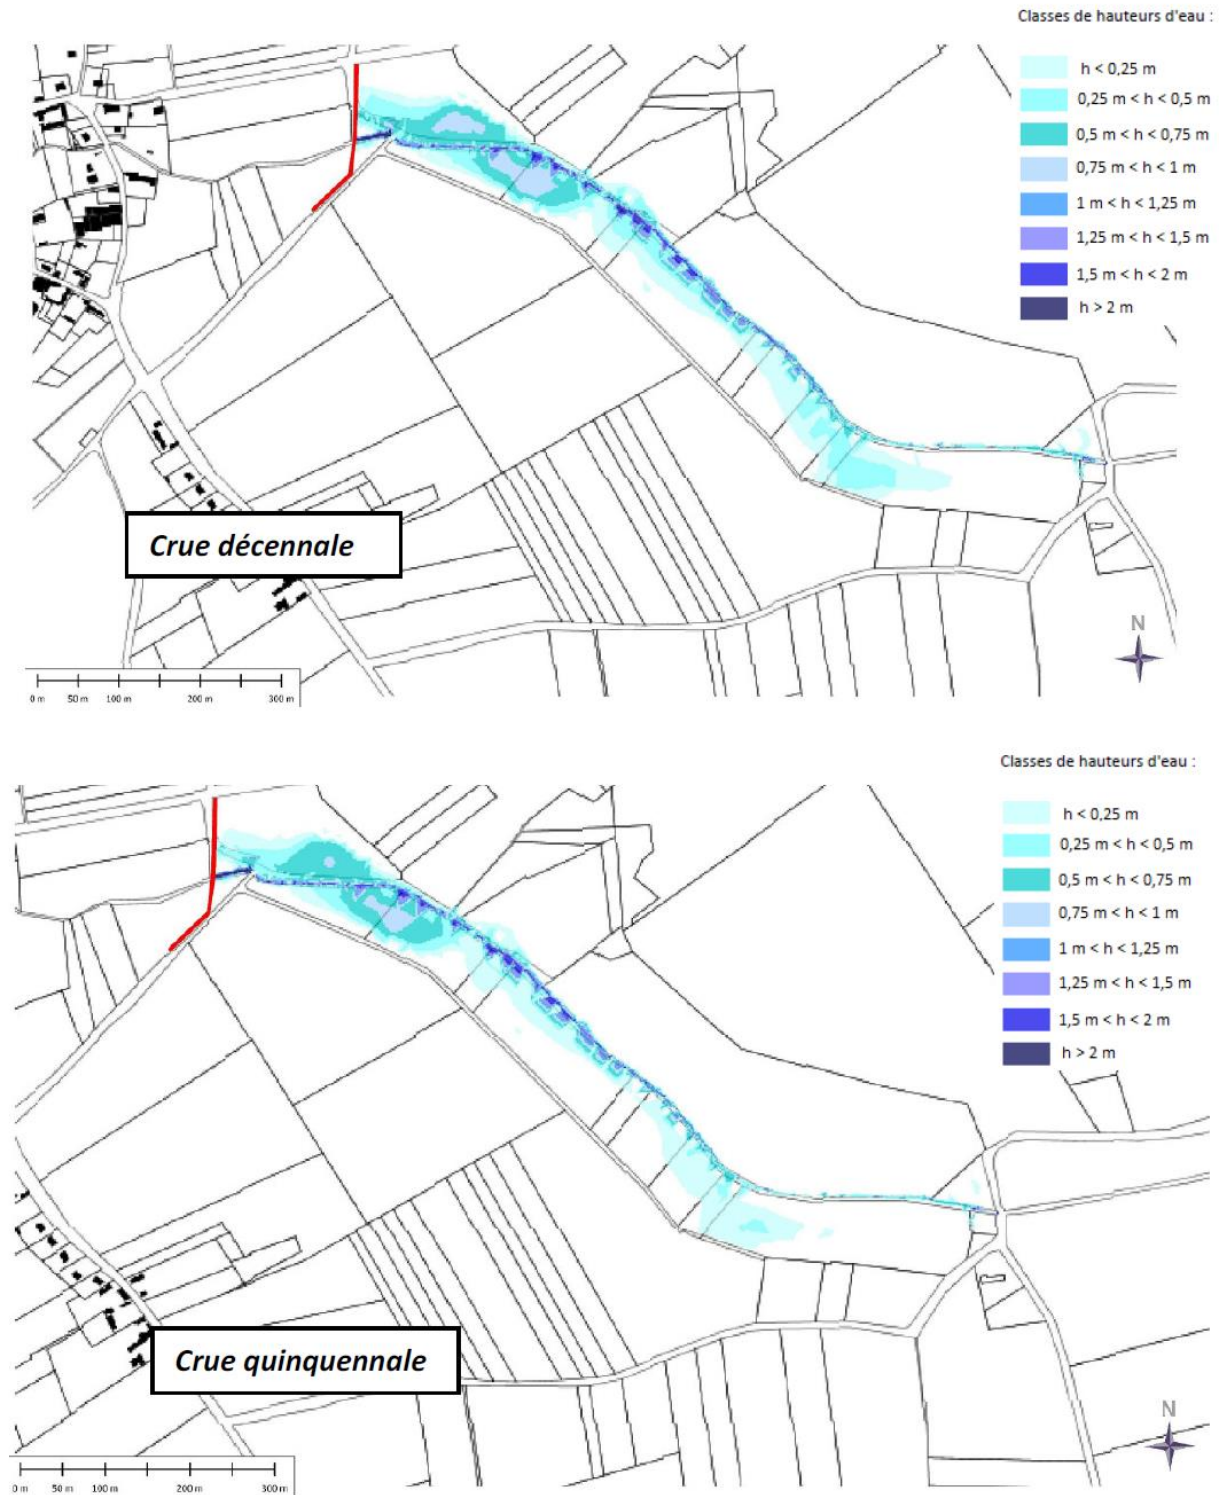 Classes de hauteurs d'eau :
h < 0,25 m
0,25 m < h < 0,5 m
0,5 m < h < 0,75 m
0,75 m < h < 1 m
1 m < h < 1,25 m
1,25 m < h < 1,5 m
1,5 m < h < 2 m
h > 2 m
Crue décennale
N
0 m 50 m 100 m 200 m 300 m
Classes de hauteurs d'eau :
h < 0,25 m
0,25 m < h < 0,5 m
0,5 m < h < 0,75 m
0,75 m < h < 1 m
1 m < h < 1,25 m
1,25 m < h < 1,5 m
1,5 m < h < 2 m
h > 2 m
Crue quinquennale
N
0 m 50 m 100 m 200 m 300 m